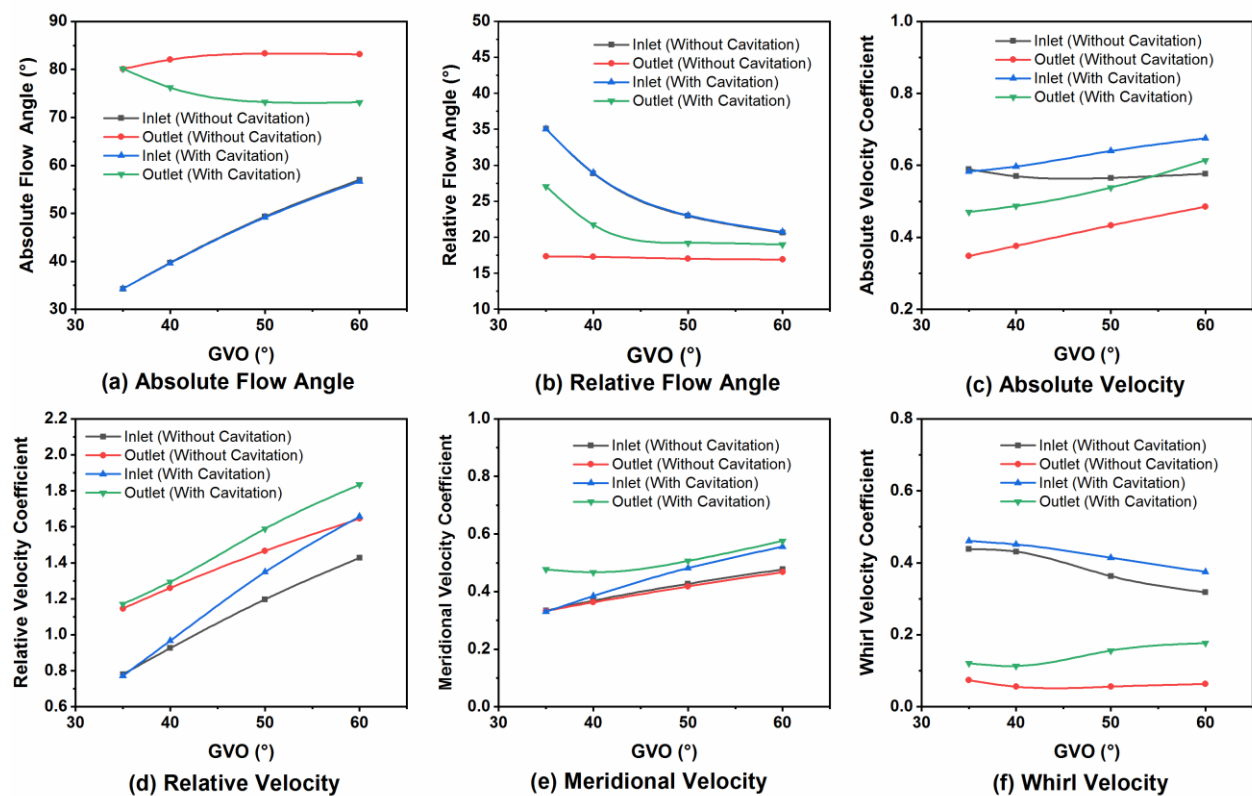 Absolute Flow Angle (°)
90
80
70
60
50
40
30
Inlet (Without Cavitation)
Outlet (Without Cavitation)
Inlet (With Cavitation)
Outlet (With Cavitation)
30 40 50 60
GVO (°)
(a) Absolute Flow Angle
Relative Flow Angle (°)
50
45
40
35
30
25
20
15
10
Inlet (Without Cavitation)
Outlet (Without Cavitation)
Inlet (With Cavitation)
Outlet (With Cavitation)
30 40 50 60
GVO (°)
(b) Relative Flow Angle
Absolute Velocity Coefficient
1.0
0.8
0.6
0.4
0.2
Inlet (Without Cavitation)
Outlet (Without Cavitation)
Inlet (With Cavitation)
Outlet (With Cavitation)
30 40 50 60
GVO (°)
(c) Absolute Velocity
Relative Velocity Coefficient
2.2
2.0
1.8
1.6
1.4
1.2
1.0
0.8
0.6
Inlet (Without Cavitation)
Outlet (Without Cavitation)
Inlet (With Cavitation)
Outlet (With Cavitation)
30 40 50 60
GVO (°)
(d) Relative Velocity
Meridional Velocity Coefficient
1.0
0.8
0.6
0.4
0.2
0.0
Inlet (Without Cavitation)
Outlet (Without Cavitation)
Inlet (With Cavitation)
Outlet (With Cavitation)
30 40 50 60
GVO (°)
(e) Meridional Velocity
Whirl Velocity Coefficient
0.8
0.6
0.4
0.2
0.0
Inlet (Without Cavitation)
Outlet (Without Cavitation)
Inlet (With Cavitation)
Outlet (With Cavitation)
30 40 50 60
GVO (°)
(f) Whirl Velocity